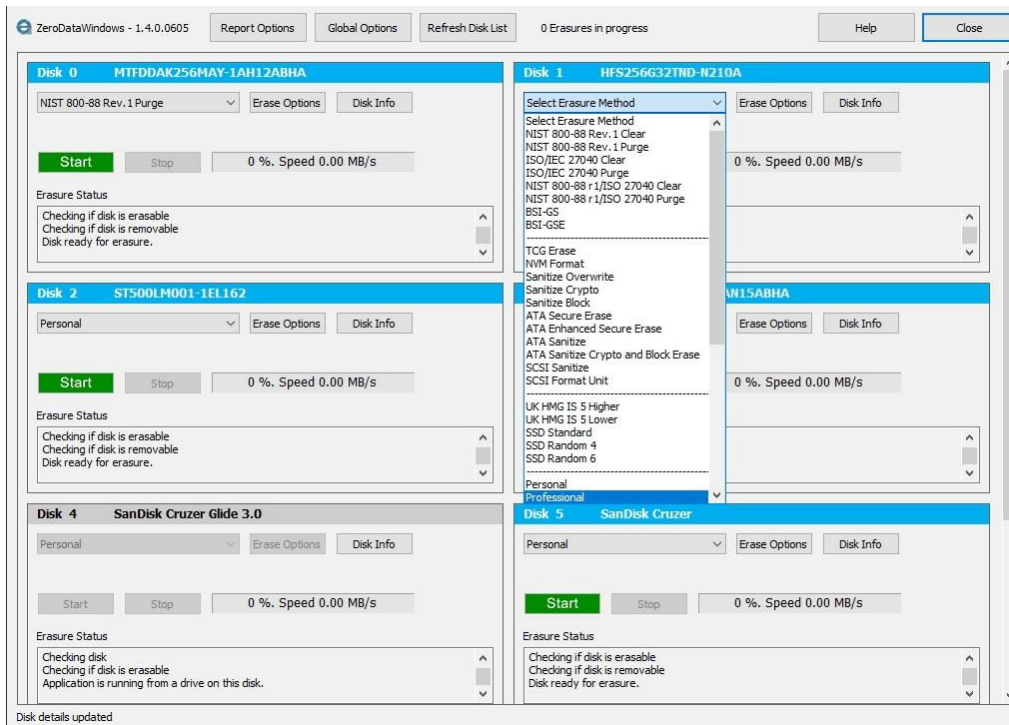 ZeroDataWindows - 1.4.0.0605 Report Options Global Options Refresh Disk List 0 Erasures in progress Help Close
Disk 0 MTFDDAK256MAY-1AH12ABHA
NIST 800-88 Rev.1 Purge Erase Options Disk Info
Start Stop 0 %. Speed 0.00 MB/s
Erasure Status
Checking if disk is erasable
Checking if disk is removable
Disk ready for erasure.
Disk 1 HFS256G32TND-N210A
Select Erasure Method Erase Options Disk Info
Select Erasure Method
NIST 800-88 Rev.1 Clear
NIST 800-88 Rev.1 Purge
ISO/IEC 27040 Clear
ISO/IEC 27040 Purge
NIST 800-88 r1/ISO 27040 Clear
NIST 800-88 r1/ISO 27040 Purge
BSI-GS
BSI-GSE
TCG Erase
NVM Format
Sanitize Overwrite
Sanitize Crypto
Sanitize Block
ATA Secure Erase
ATA Enhanced Secure Erase
ATA Sanitize
ATA Sanitize Crypto and Block Erase
SCSI Sanitize
SCSI Format Unit
UK HMG IS 5 Higher
UK HMG IS 5 Lower
SSD Standard
SSD Random 4
SSD Random 6
Personal
Professional
0 %. Speed 0.00 MB/s
Disk 2 ST500LM001-1EL162
Personal Erase Options Disk Info
Start Stop 0 %. Speed 0.00 MB/s
Erasure Status
Checking if disk is erasable
Checking if disk is removable
Disk ready for erasure.
AN15ABHA
Erase Options Disk Info
0 %. Speed 0.00 MB/s
Disk 4 SanDisk Cruzer Glide 3.0
Personal Erase Options Disk Info
Start Stop 0 %. Speed 0.00 MB/s
Erasure Status
Checking disk
Checking if disk is erasable
Application is running from a drive on this disk.
Disk 5 SanDisk Cruzer
Personal Erase Options Disk Info
Start Stop 0 %. Speed 0.00 MB/s
Erasure Status
Checking if disk is erasable
Checking if disk is removable
Disk ready for erasure.
Disk details updated